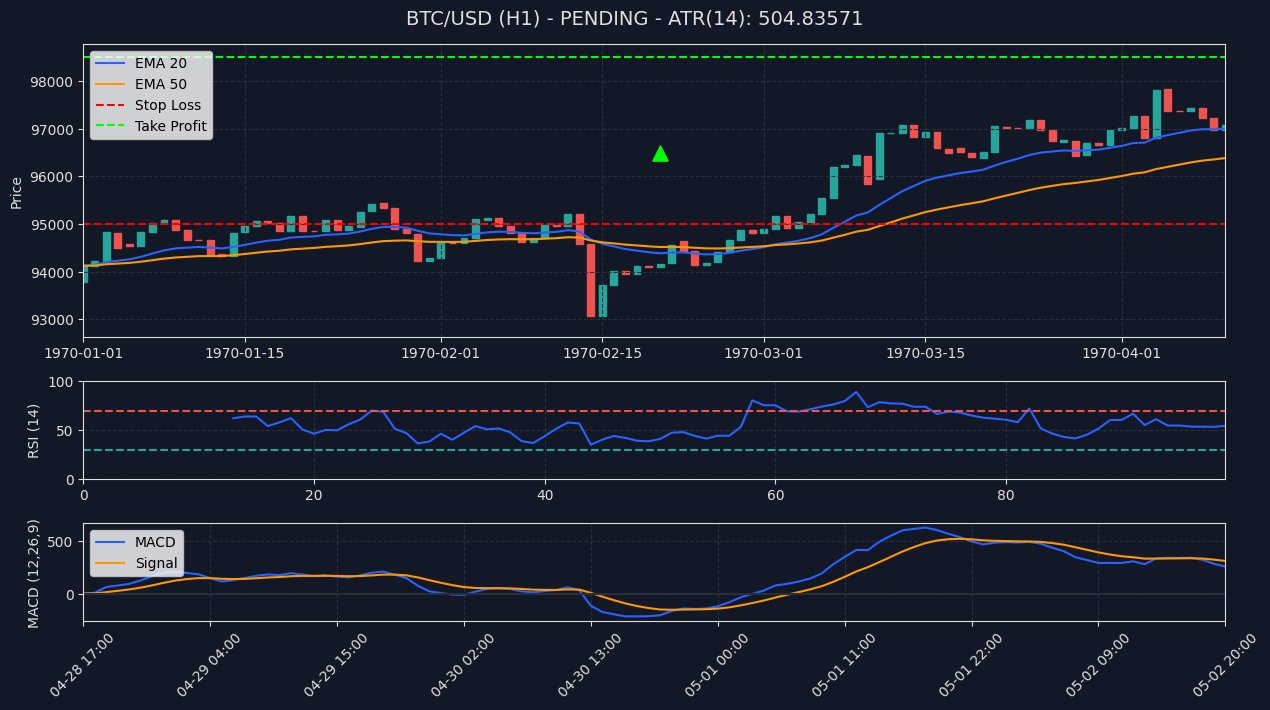 BTC/USD (H1) - PENDING - ATR(14): 504.83571
EMA 20
EMA 50
Stop Loss
Take Profit
Price
98000
97000
96000
95000
94000
93000
1970-01-01 1970-01-15 1970-02-01 1970-02-15 1970-03-01 1970-03-15 1970-04-01
RSI (14)
100
50
0
0 20 40 60 80
MACD (12,26,9)
MACD
Signal
500
0
04-28 17:00 04-29 04:00 04-29 15:00 04-30 02:00 04-30 13:00 05-01 00:00 05-01 11:00 05-01 22:00 05-02 09:00 05-02 20:00